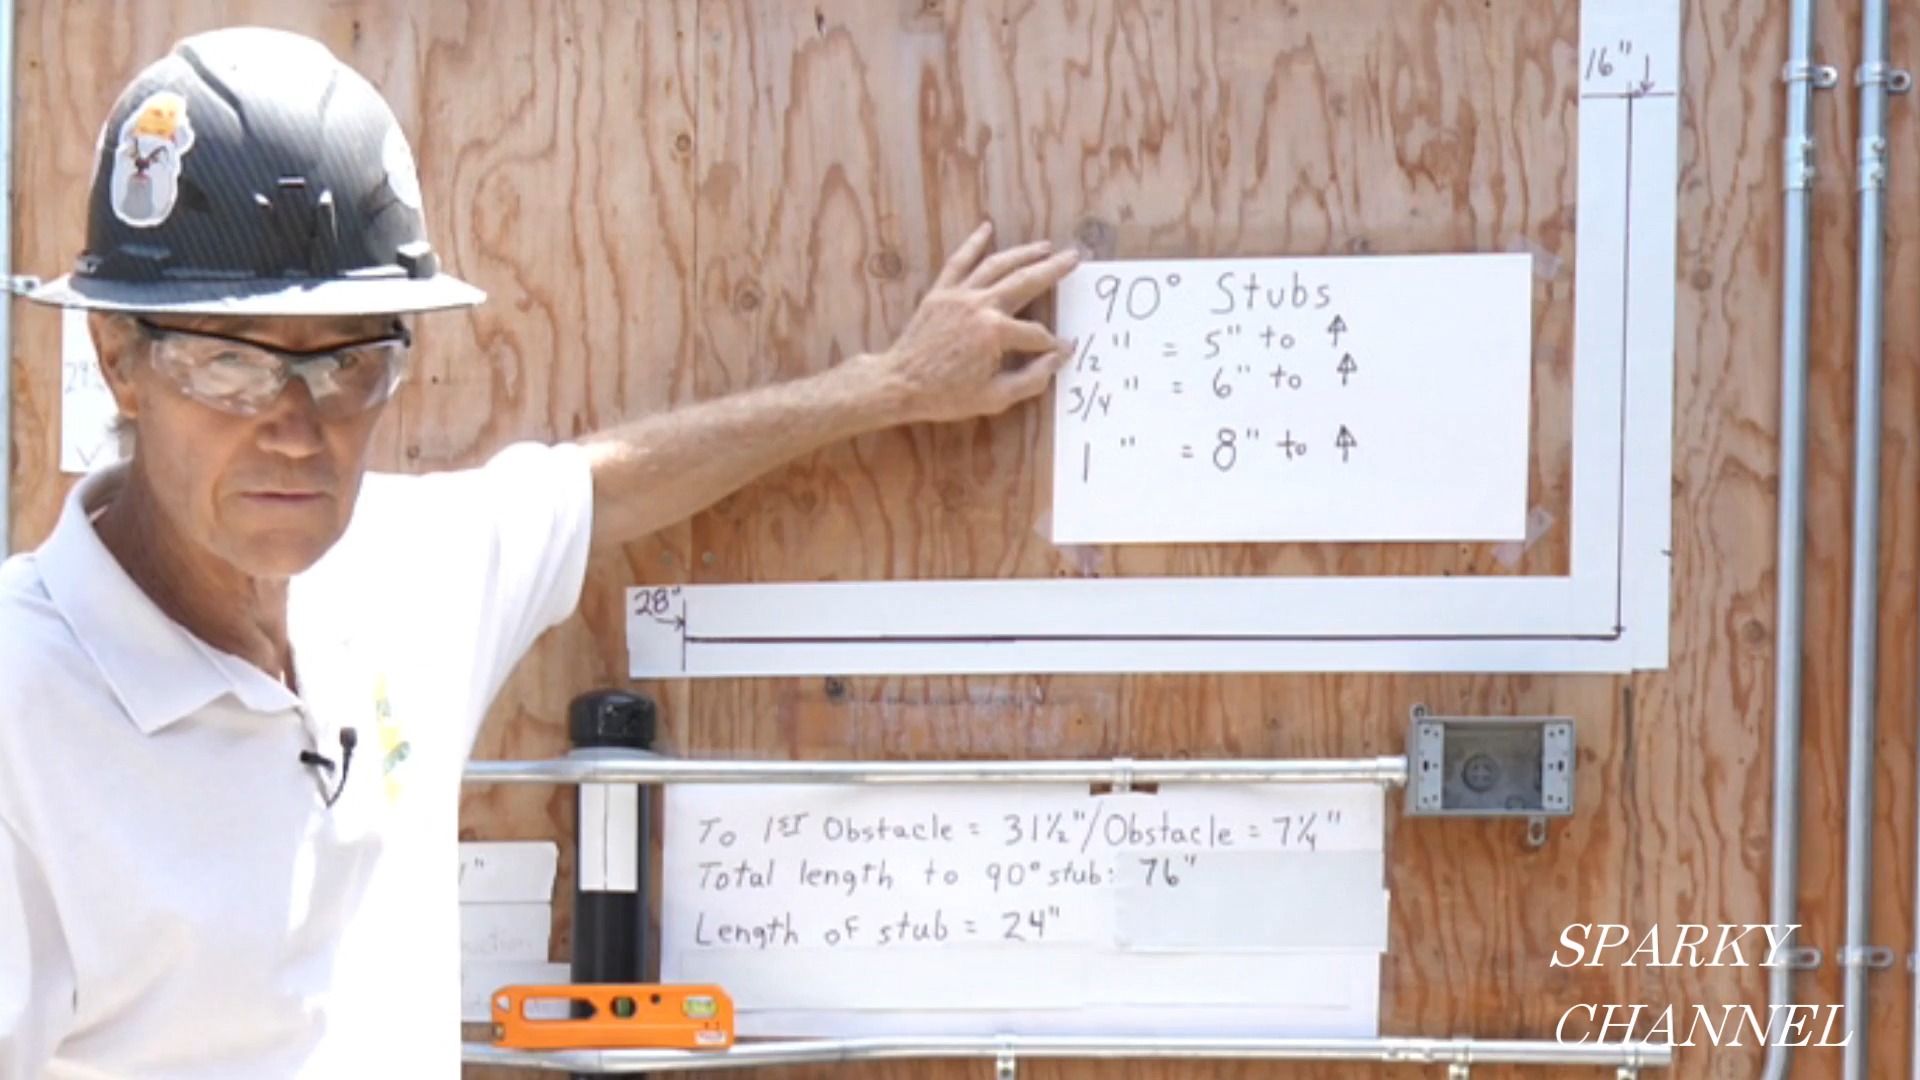 16"
90° Stubs
1/2" = 5" to ↑
3/4" = 6" to ↑
1" = 8" to ↑
28"
To 1ST Obstacle = 31½"/Obstacle = 7¼"
Total length to 90° stub: 76"
Length of stub = 24"
SPARKY
CHANNEL